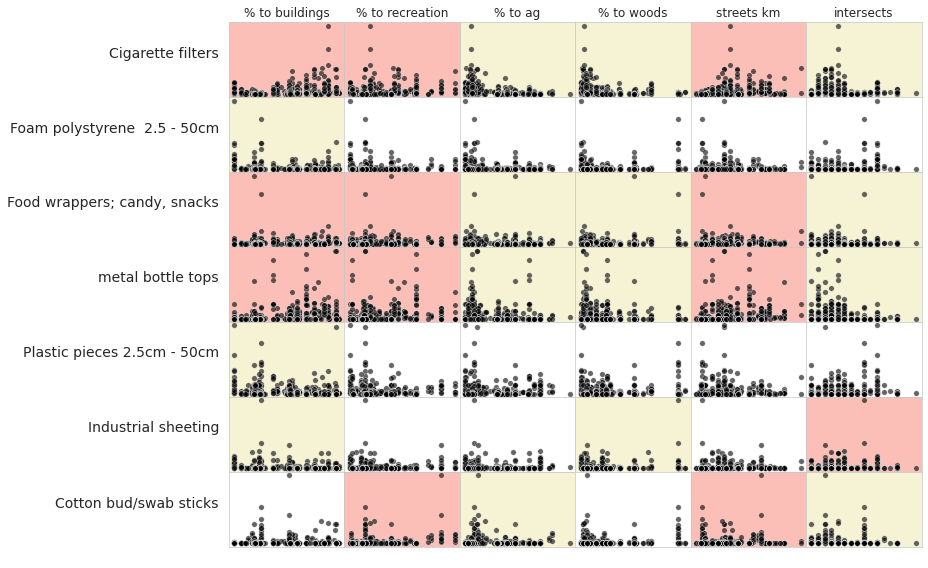 % to buildings % to recreation % to ag % to woods streets km intersects
Cigarette filters
Foam polystyrene  2.5 - 50cm
Food wrappers; candy, snacks
metal bottle tops
Plastic pieces 2.5cm - 50cm
Industrial sheeting
Cotton bud/swab sticks